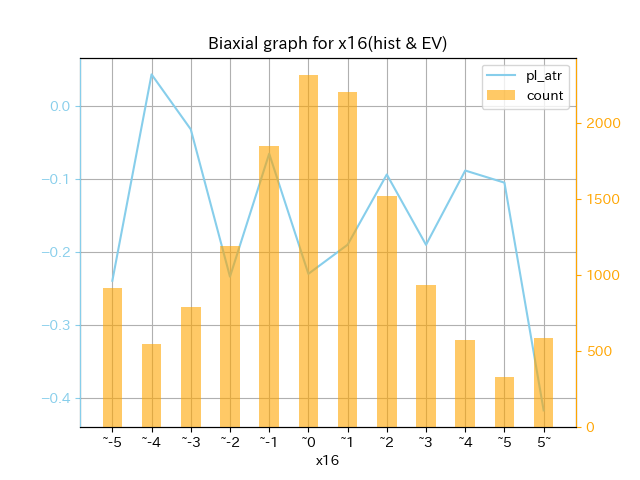 Biaxial graph for x16(hist & EV)
pl_atr
count
0.0
−0.1
−0.2
−0.3
−0.4
2000
1500
1000
500
0
~-5 ~-4 ~-3 ~-2 ~-1 ~0 ~1 ~2 ~3 ~4 ~5 5~
x16